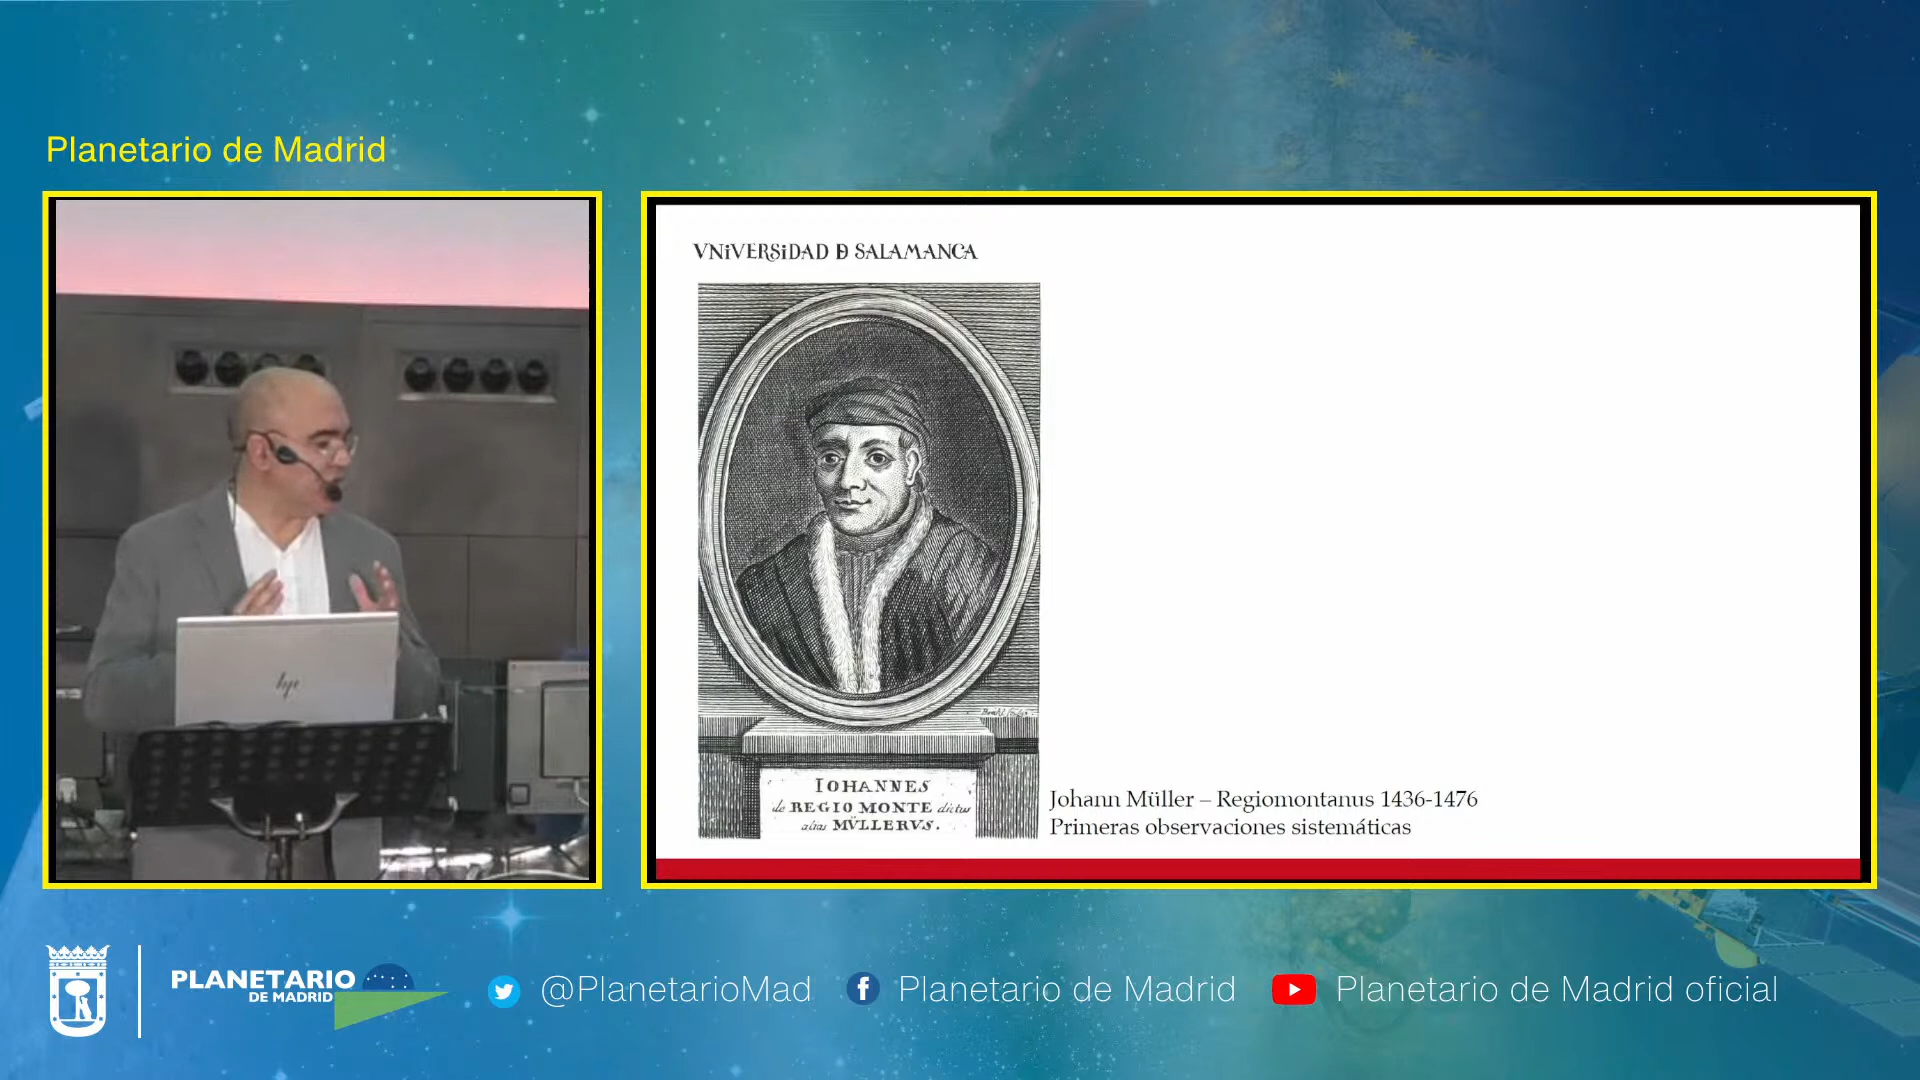 Planetario de Madrid
VNiVERSiDAD Ð SALAMANCA
IOHANNES
de REGIO MONTE dictus
alias MVLLERVS.
Johann Müller – Regiomontanus 1436-1476
Primeras observaciones sistemáticas
hp
PLANETARIO
DE MADRID
@PlanetarioMad
Planetario de Madrid
Planetario de Madrid oficial